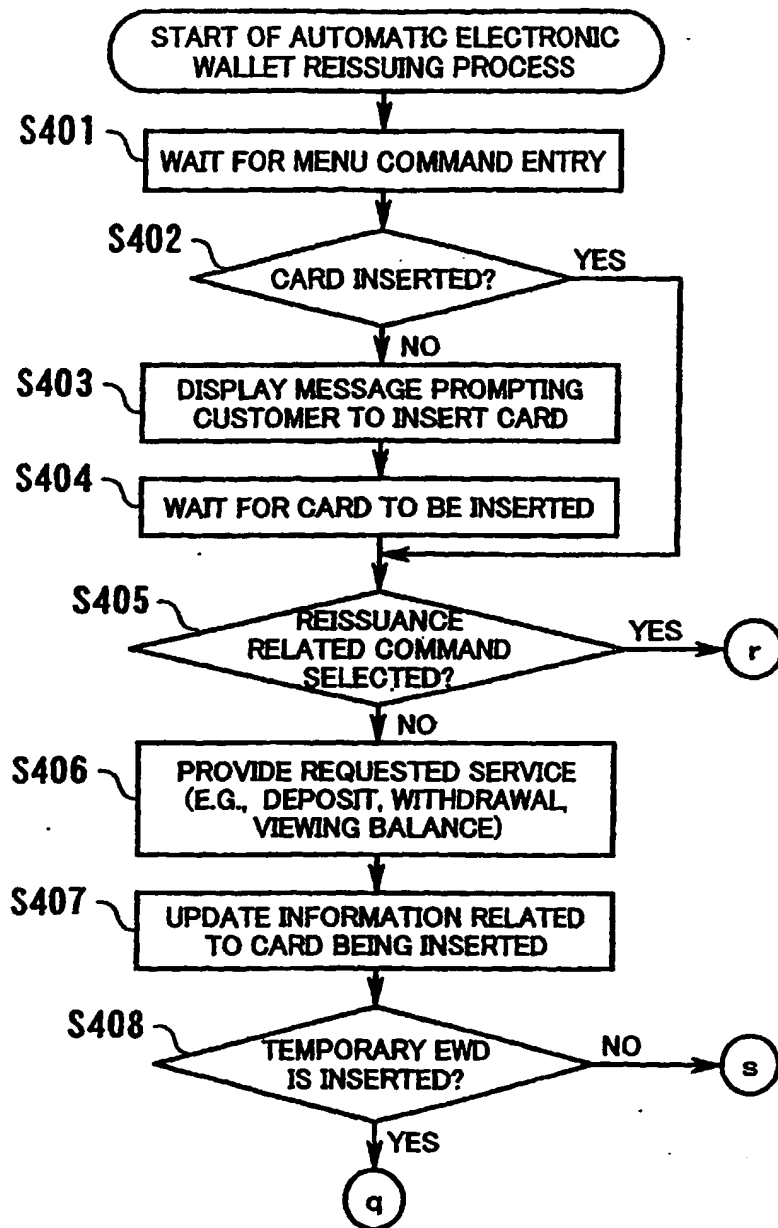 START OF AUTOMATIC ELECTRONIC
WALLET REISSUING PROCESS
S401
WAIT FOR MENU COMMAND ENTRY
S402
CARD INSERTED?
YES
NO
S403
DISPLAY MESSAGE PROMPTING
CUSTOMER TO INSERT CARD
S404
WAIT FOR CARD TO BE INSERTED
S405
REISSUANCE
RELATED COMMAND
SELECTED?
YES
r
NO
S406
PROVIDE REQUESTED SERVICE
(E.G., DEPOSIT, WITHDRAWAL,
VIEWING BALANCE)
S407
UPDATE INFORMATION RELATED
TO CARD BEING INSERTED
S408
TEMPORARY EWD
IS INSERTED?
NO
s
YES
q